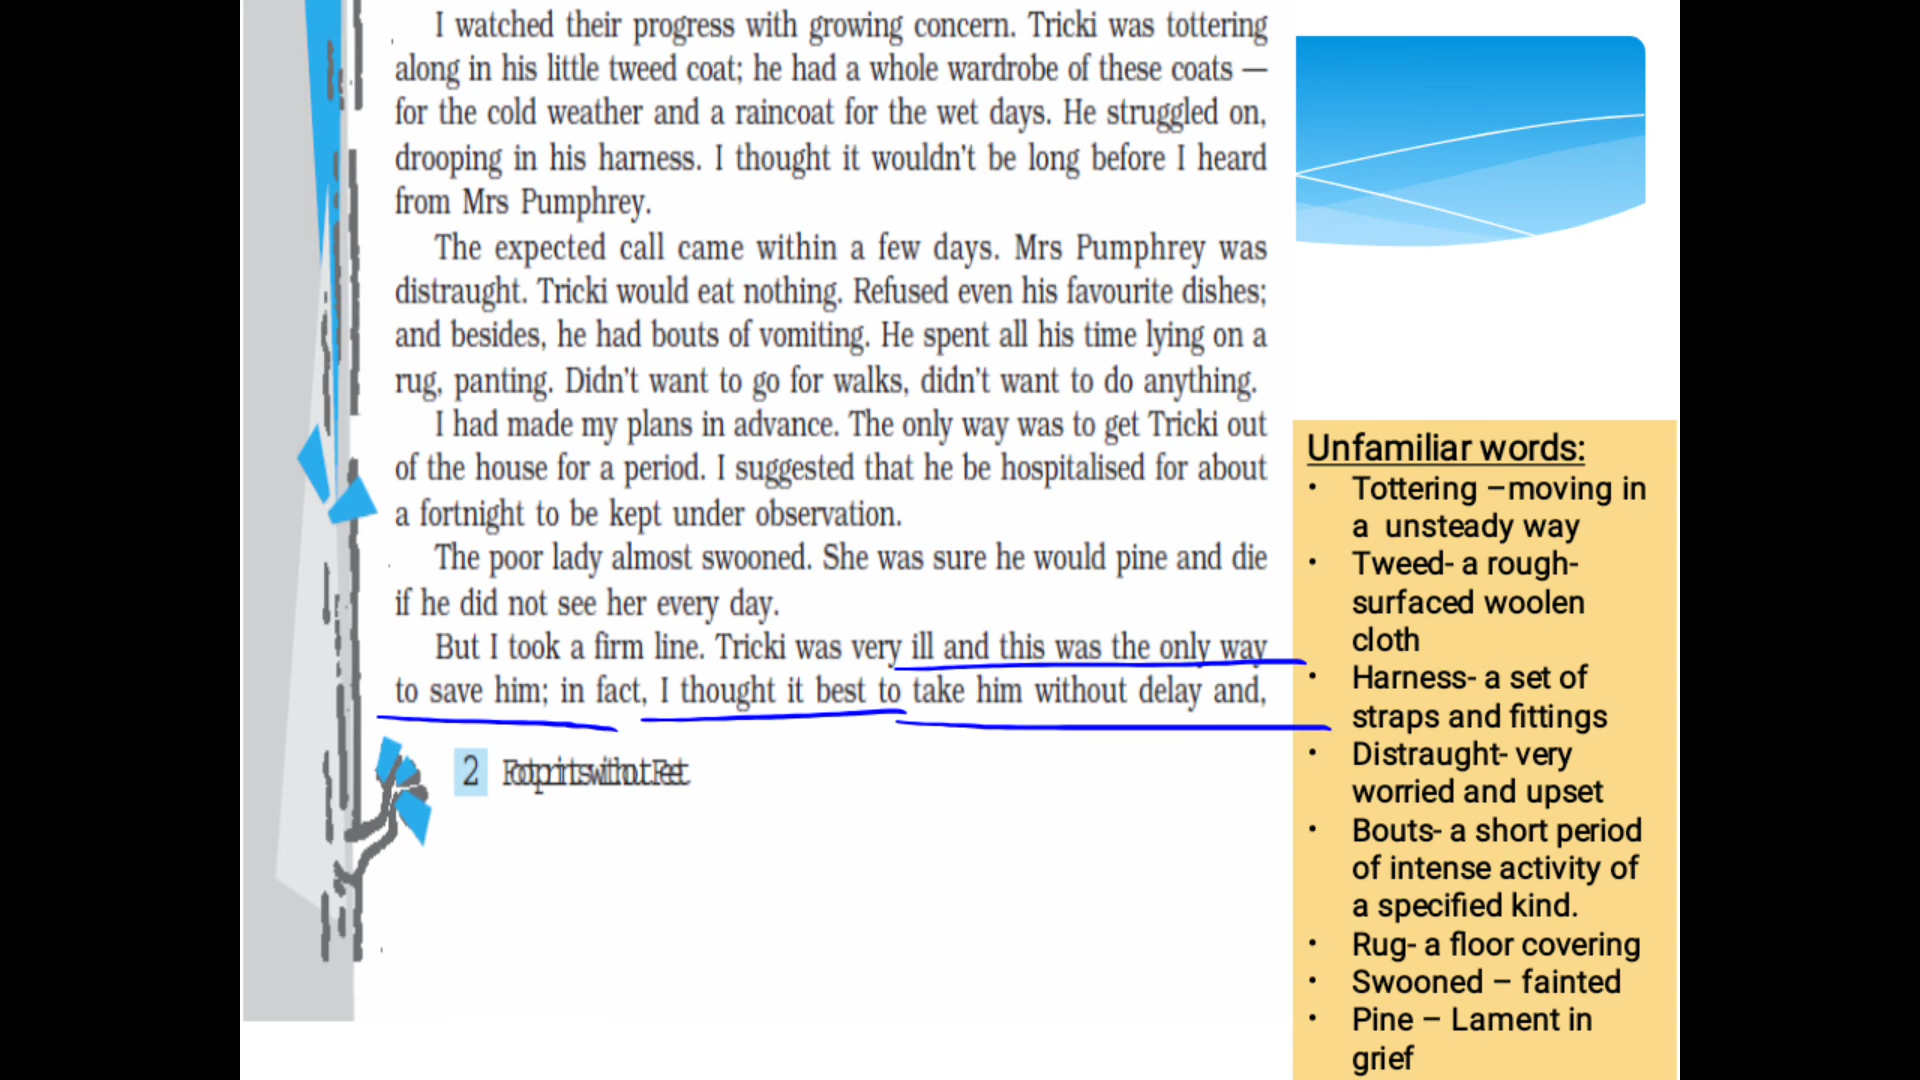 I watched their progress with growing concern. Tricki was tottering
along in his little tweed coat; he had a whole wardrobe of these coats —
for the cold weather and a raincoat for the wet days. He struggled on,
drooping in his harness. I thought it wouldn't be long before I heard
from Mrs Pumphrey.
The expected call came within a few days. Mrs Pumphrey was
distraught. Tricki would eat nothing. Refused even his favourite dishes;
and besides, he had bouts of vomiting. He spent all his time lying on a
rug, panting. Didn't want to go for walks, didn't want to do anything.
I had made my plans in advance. The only way was to get Tricki out
of the house for a period. I suggested that he be hospitalised for about
a fortnight to be kept under observation.
The poor lady almost swooned. She was sure he would pine and die
if he did not see her every day.
But I took a firm line. Tricki was very ill and this was the only way
to save him; in fact, I thought it best to take him without delay and,
2 Footprints without Feet
Unfamiliar words:
• Tottering –moving in
a unsteady way
• Tweed- a rough-
surfaced woolen
cloth
• Harness- a set of
straps and fittings
• Distraught- very
worried and upset
• Bouts- a short period
of intense activity of
a specified kind.
• Rug- a floor covering
• Swooned – fainted
• Pine – Lament in
grief